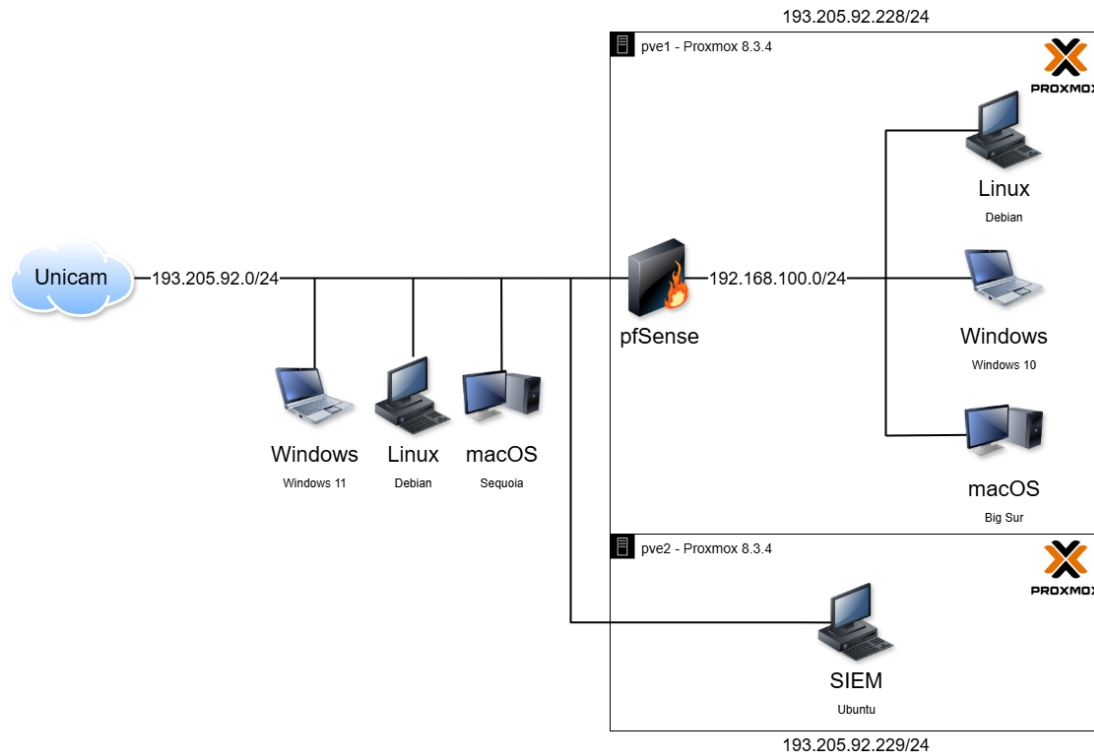 193.205.92.228/24
pve1 - Proxmox 8.3.4
PROXMOX
Linux
Debian
Unicam
193.205.92.0/24
192.168.100.0/24
pfSense
Windows
Windows 10
Windows
Windows 11
Linux
Debian
macOS
Sequoia
macOS
Big Sur
pve2 - Proxmox 8.3.4
PROXMOX
SIEM
Ubuntu
193.205.92.229/24